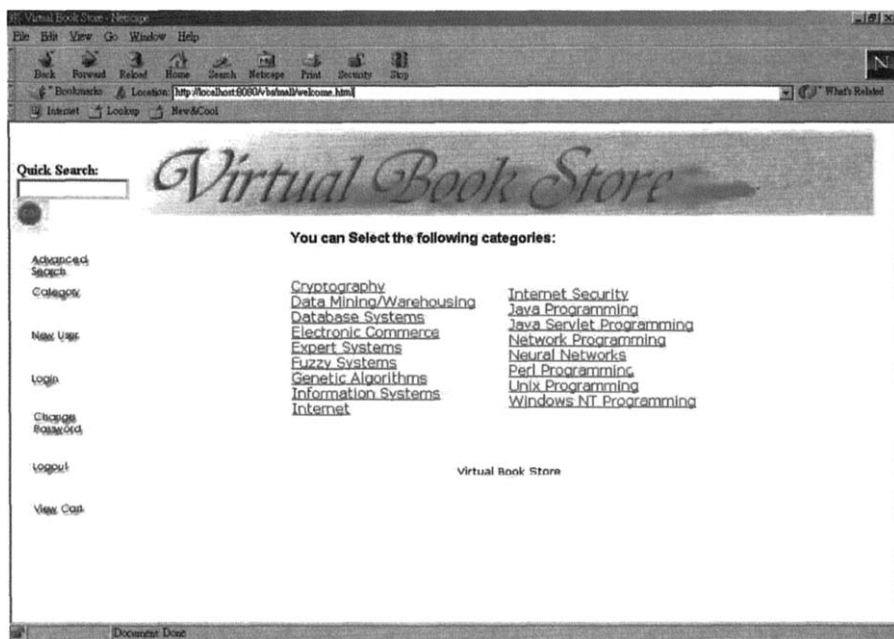 Virtual Book Store - Netscape
File Edit View Go Window Help
Back Forward Reload Home Search Netscape Print Security Stop
N
Bookmarks Location: http://localhost:8080/vbs/mall/welcome.html What's Related
Internet Lookup New&Cool
Quick Search:
Virtual Book Store
You can Select the following categories:
Advanced
Search
Category
New User
Login
Change
Password
Logout
View Cart
Cryptography
Data Mining/Warehousing
Database Systems
Electronic Commerce
Expert Systems
Fuzzy Systems
Genetic Algorithms
Information Systems
Internet
Internet Security
Java Programming
Java Servlet Programming
Network Programming
Neural Networks
Perl Programming
Unix Programming
Windows NT Programming
Virtual Book Store
Document: Done